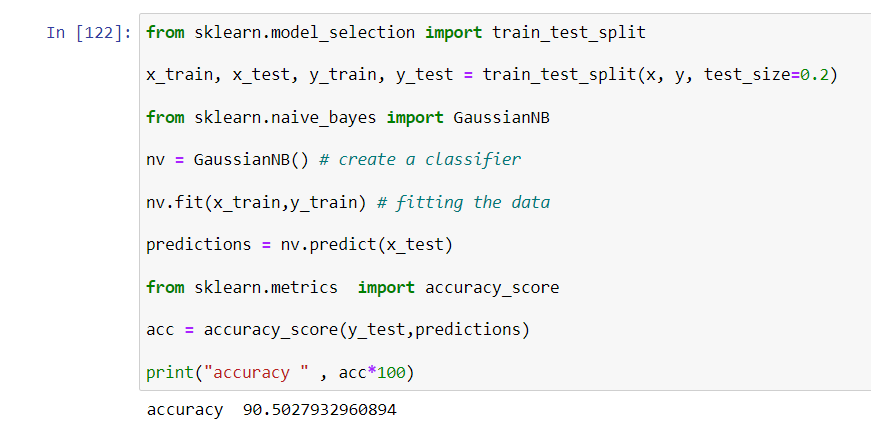 In [122]: from sklearn.model_selection import train_test_split
x_train, x_test, y_train, y_test = train_test_split(x, y, test_size=0.2)
from sklearn.naive_bayes import GaussianNB
nv = GaussianNB() # create a classifier
nv.fit(x_train,y_train) # fitting the data
predictions = nv.predict(x_test)
from sklearn.metrics  import accuracy_score
acc = accuracy_score(y_test,predictions)
print("accuracy " , acc*100)
accuracy  90.5027932960894